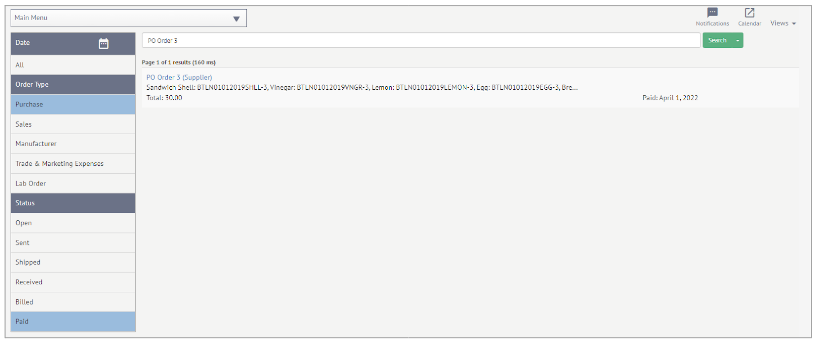 Main Menu
Notifications
Calendar
Views
Date
All
Order Type
Purchase
Sales
Manufacturer
Trade & Marketing Expenses
Lab Order
Status
Open
Sent
Shipped
Received
Billed
Paid
PO Order 3
Search
Page 1 of 1 results (160 ms)
PO Order 3 (Supplier)
Sandwich Shell: BTLN01012019SHLL-3, Vinegar: BTLN01012019VNGR-3, Lemon: BTLN01012019LEMON-3, Egg: BTLN01012019EGG-3, Bre...
Total: 30.00
Paid: April 1, 2022